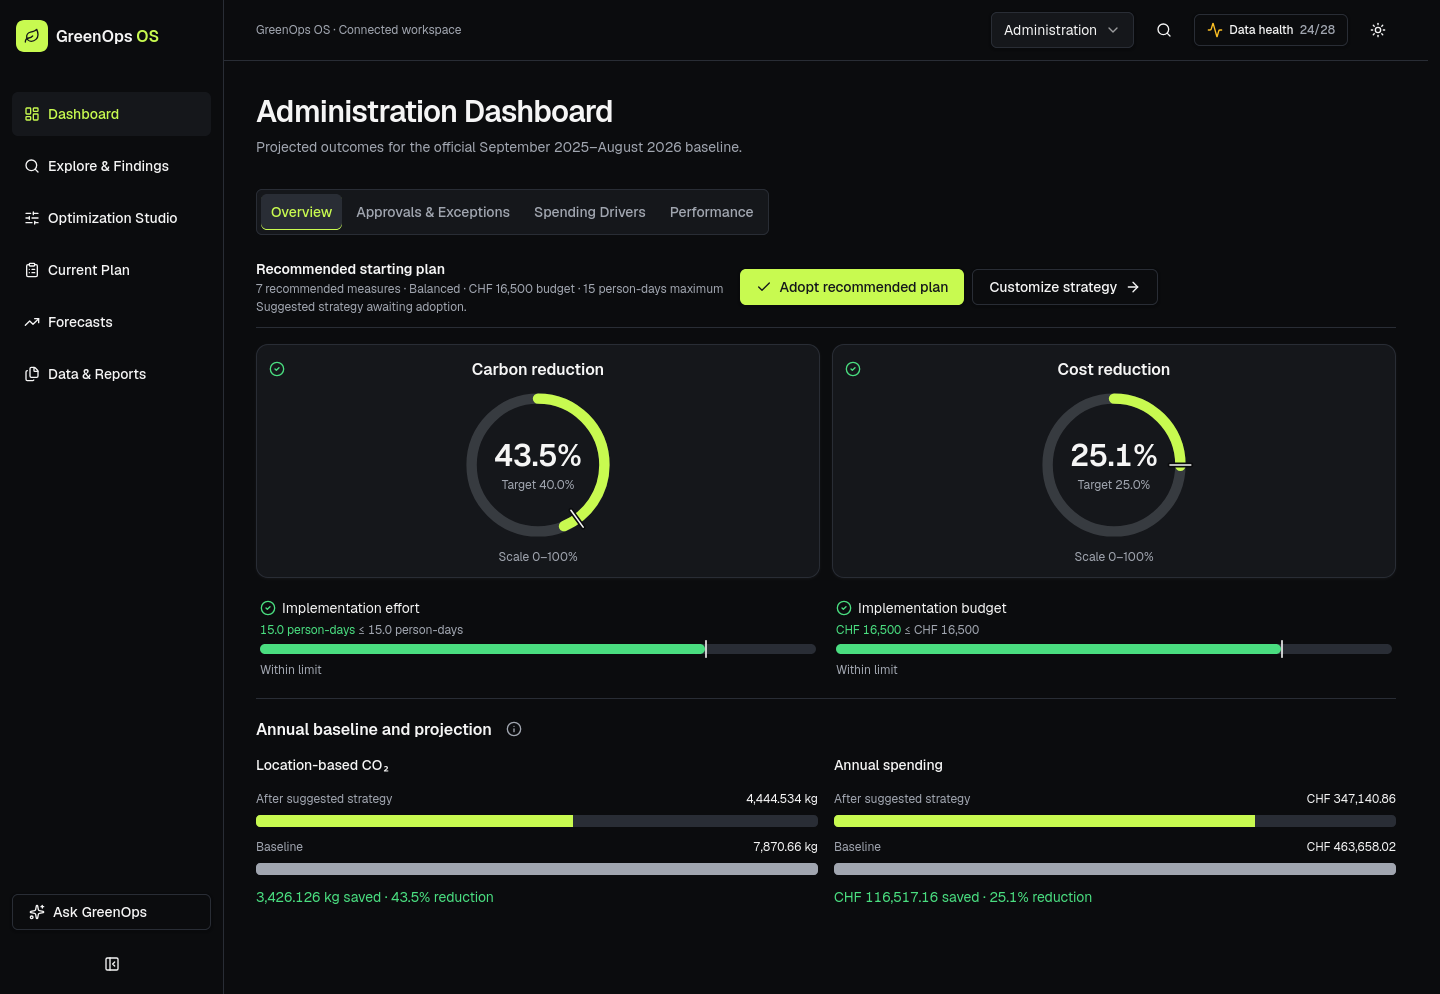 GreenOps OS
GreenOps OS · Connected workspace
Administration
Data health 24/28
Dashboard
Explore & Findings
Optimization Studio
Current Plan
Forecasts
Data & Reports
Ask GreenOps
Administration Dashboard
Projected outcomes for the official September 2025–August 2026 baseline.
Overview
Approvals & Exceptions
Spending Drivers
Performance
Recommended starting plan
7 recommended measures · Balanced · CHF 16,500 budget · 15 person-days maximum
Suggested strategy awaiting adoption.
Adopt recommended plan
Customize strategy
Carbon reduction
43.5%
Target 40.0%
Scale 0–100%
Cost reduction
25.1%
Target 25.0%
Scale 0–100%
Implementation effort
15.0 person-days ≤ 15.0 person-days
Within limit
Implementation budget
CHF 16,500 ≤ CHF 16,500
Within limit
Annual baseline and projection
Location-based CO₂
After suggested strategy 4,444.534 kg
Baseline 7,870.66 kg
3,426.126 kg saved · 43.5% reduction
Annual spending
After suggested strategy CHF 347,140.86
Baseline CHF 463,658.02
CHF 116,517.16 saved · 25.1% reduction